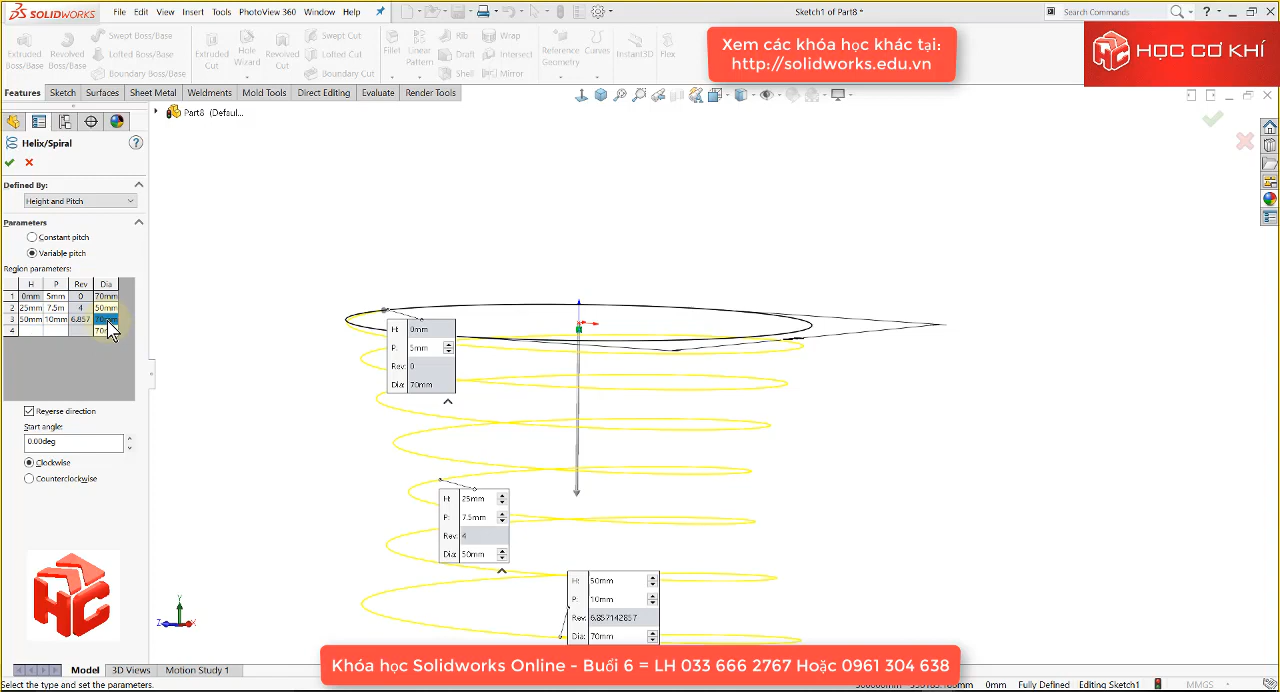 SOLIDWORKS File Edit View Insert Tools PhotoView 360 Window Help Sketch1 of Part8 * Search Commands
Extruded Boss/Base Revolved Boss/Base Swept Boss/Base Lofted Boss/Base Boundary Boss/Base
Extruded Cut Hole Wizard Revolved Cut Swept Cut Lofted Cut Boundary Cut
Fillet Linear Pattern Rib Draft Shell Wrap Intersect Mirror
Reference Geometry Curves Instant3D Flex
Xem các khóa học khác tại:
http://solidworks.edu.vn
HỌC CƠ KHÍ
Features Sketch Surfaces Sheet Metal Weldments Mold Tools Direct Editing Evaluate Render Tools
Part8 (Defaul...
Helix/Spiral
Defined By:
Height and Pitch
Parameters
Constant pitch
Variable pitch
Region parameters:
H P Rev Dia
1 0mm 5mm 0 70mm
2 25mm 7.5m 4 50mm
3 50mm 10mm 6.857 70mm
4
Reverse direction
Start angle:
0.00deg
Clockwise
Counterclockwise
H: 0mm
P: 5mm
Rev: 0
Dia: 70mm
H: 25mm
P: 7.5mm
Rev: 4
Dia: 50mm
H: 50mm
P: 10mm
Rev: 6.857142857
Dia: 70mm
HC
Y
Z X
Khóa học Solidworks Online - Buổi 6 = LH 033 666 2767 Hoặc 0961 304 638
Model 3D Views Motion Study 1
Select the type and set the parameters. 0mm Fully Defined Editing Sketch1 MMGS